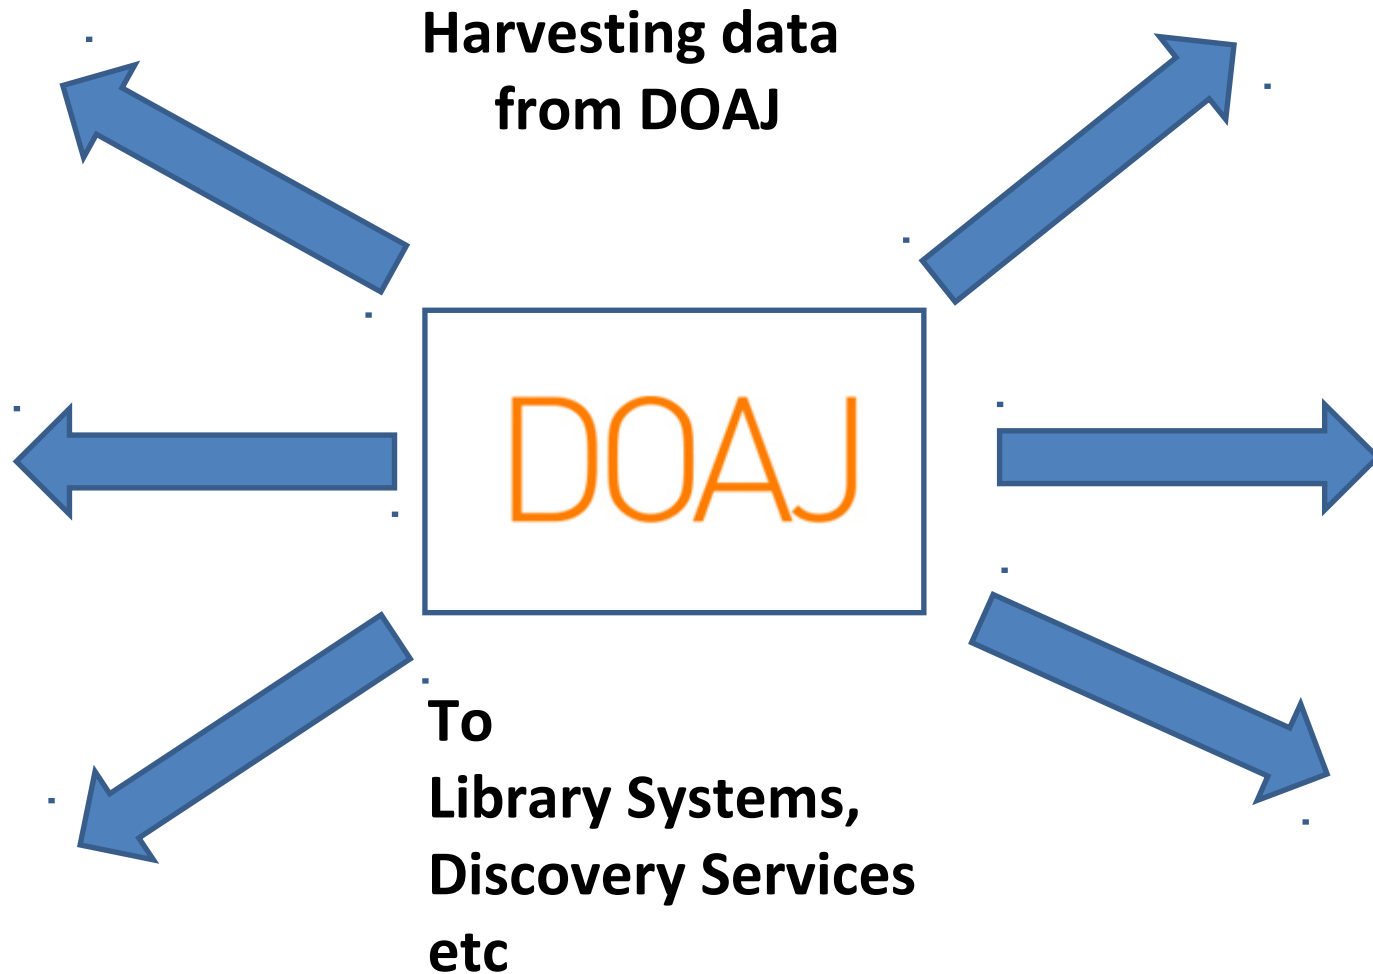 Harvesting data
from DOAJ
DOAJ
To
Library Systems,
Discovery Services
etc